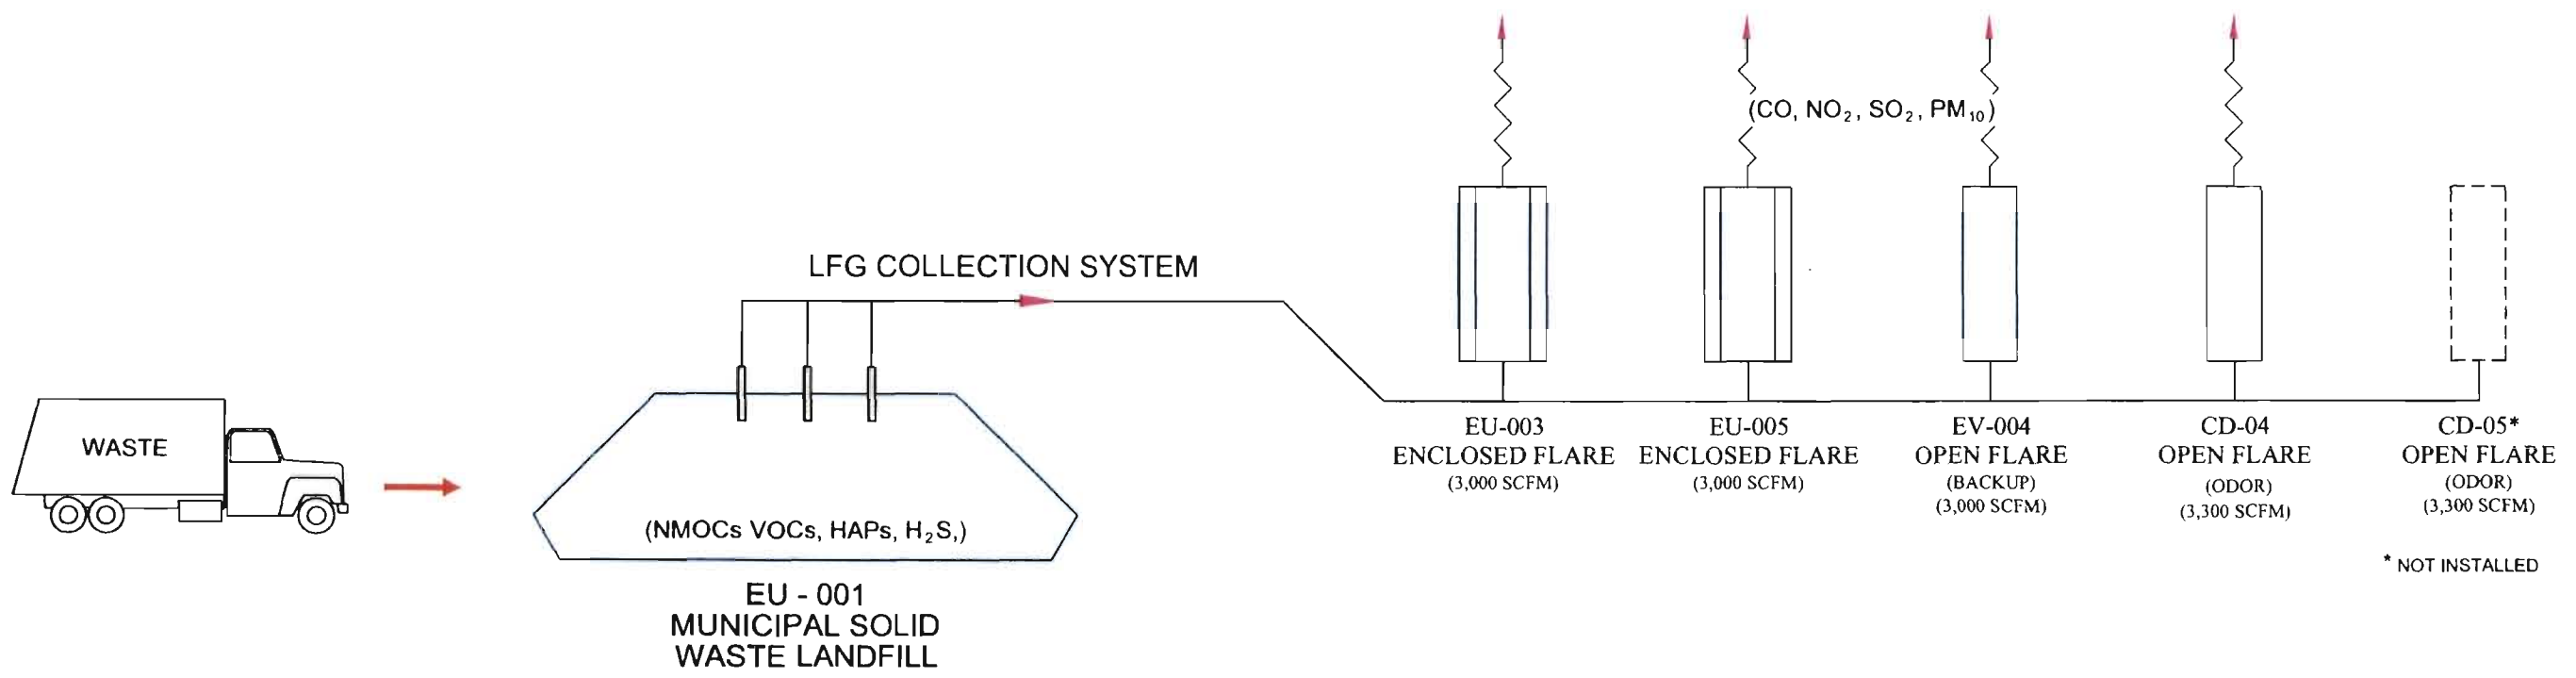 (CO, NO₂, SO₂, PM₁₀)
LFG COLLECTION SYSTEM
WASTE
(NMOCs VOCs, HAPs, H₂S,)
EU - 001
MUNICIPAL SOLID
WASTE LANDFILL
EU-003
ENCLOSED FLARE
(3,000 SCFM)
EU-005
ENCLOSED FLARE
(3,000 SCFM)
EV-004
OPEN FLARE
(BACKUP)
(3,000 SCFM)
CD-04
OPEN FLARE
(ODOR)
(3,300 SCFM)
CD-05*
OPEN FLARE
(ODOR)
(3,300 SCFM)
* NOT INSTALLED